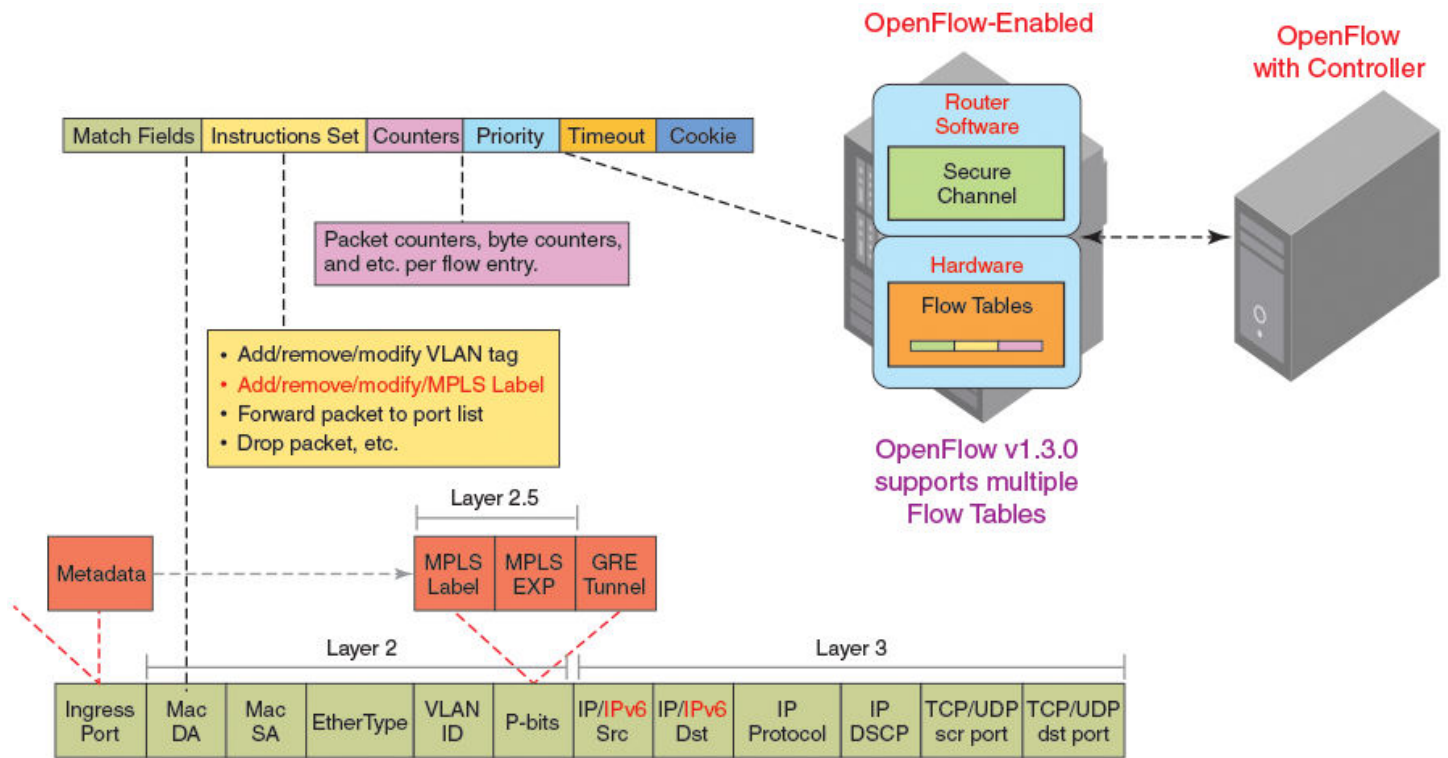 OpenFlow-Enabled
OpenFlow
with Controller
Router
Software
Secure
Channel
Hardware
Flow Tables
OpenFlow v1.3.0
supports multiple
Flow Tables
Match Fields
Instructions Set
Counters
Priority
Timeout
Cookie
Packet counters, byte counters,
and etc. per flow entry.
• Add/remove/modify VLAN tag
• Add/remove/modify/MPLS Label
• Forward packet to port list
• Drop packet, etc.
Layer 2.5
Metadata
MPLS
Label
MPLS
EXP
GRE
Tunnel
Layer 2
Layer 3
Ingress
Port
Mac
DA
Mac
SA
EtherType
VLAN
ID
P-bits
IP/IPv6
Src
IP/IPv6
Dst
IP
Protocol
IP
DSCP
TCP/UDP
scr port
TCP/UDP
dst port